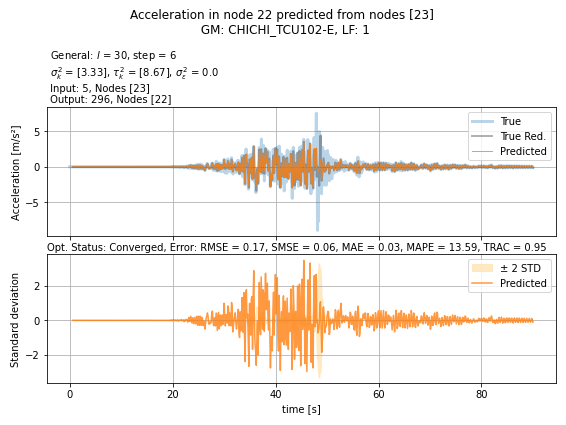 Acceleration in node 22 predicted from nodes [23]
GM: CHICHI_TCU102-E, LF: 1
General: l = 30, step = 6
σ²ₖ = [3.33], τ²ₖ = [8.67], σ²ε = 0.0
Input: 5, Nodes [23]
Output: 296, Nodes [22]
Acceleration [m/s²]
5
0
−5
True
True Red.
Predicted
Opt. Status: Converged, Error: RMSE = 0.17, SMSE = 0.06, MAE = 0.03, MAPE = 13.59, TRAC = 0.95
Standard deviation
2
0
−2
± 2 STD
Predicted
0 20 40 60 80
time [s]